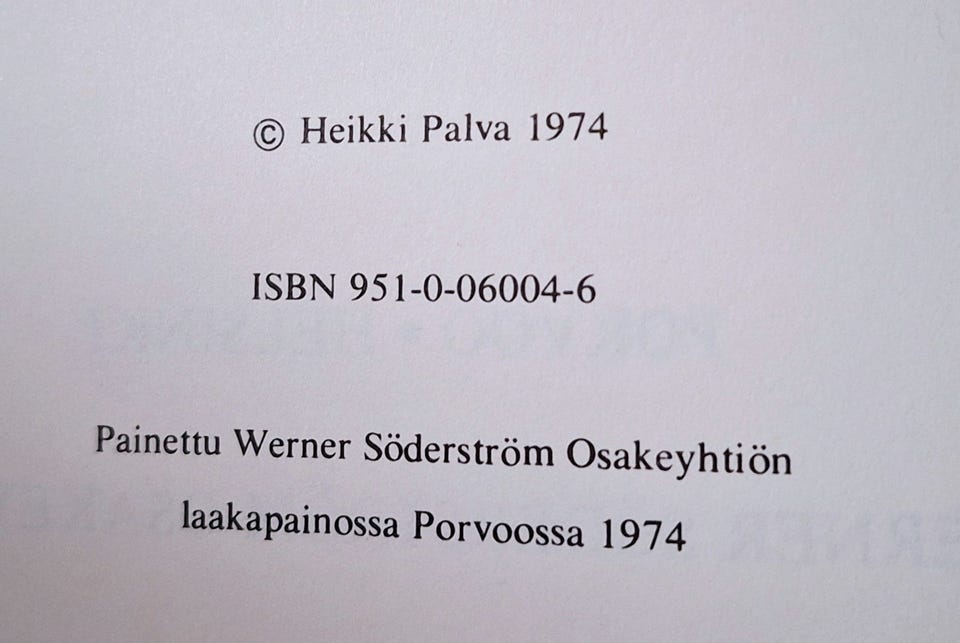 © Heikki Palva 1974
ISBN 951-0-06004-6
Painettu Werner Söderström Osakeyhtiön
laakapainossa Porvoossa 1974